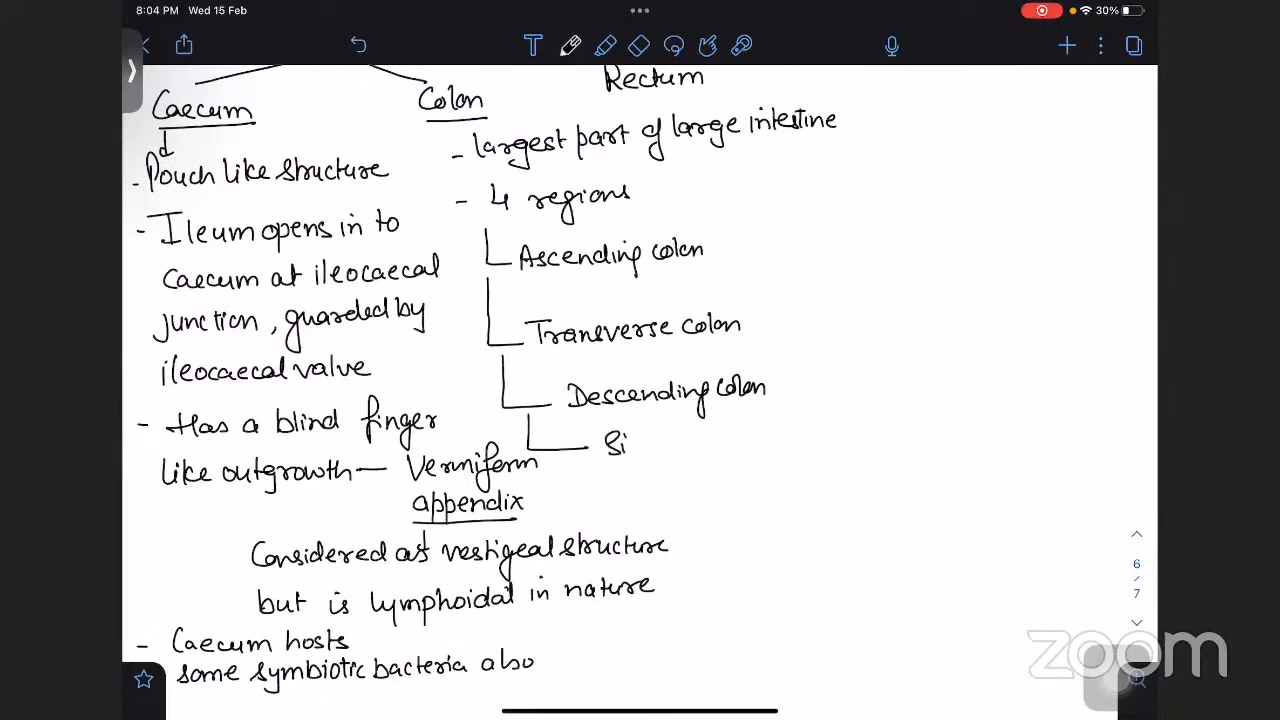 8:04 PM Wed 15 Feb
30%
Rectum
Caecum
- Pouch like structure
- Ileum opens in to
Caecum at ileocaecal
junction, guarded by
ileocaecal valve
- Has a blind finger
like outgrowth — Vermiform
appendix
Considered as vestigeal structure
but is lymphoidal in nature
- Caecum hosts
some symbiotic bacteria also
Colon
- largest part of large intestine
- 4 regions
Ascending colon
Transverse colon
Descending colon
Si
6
/
7
zoom